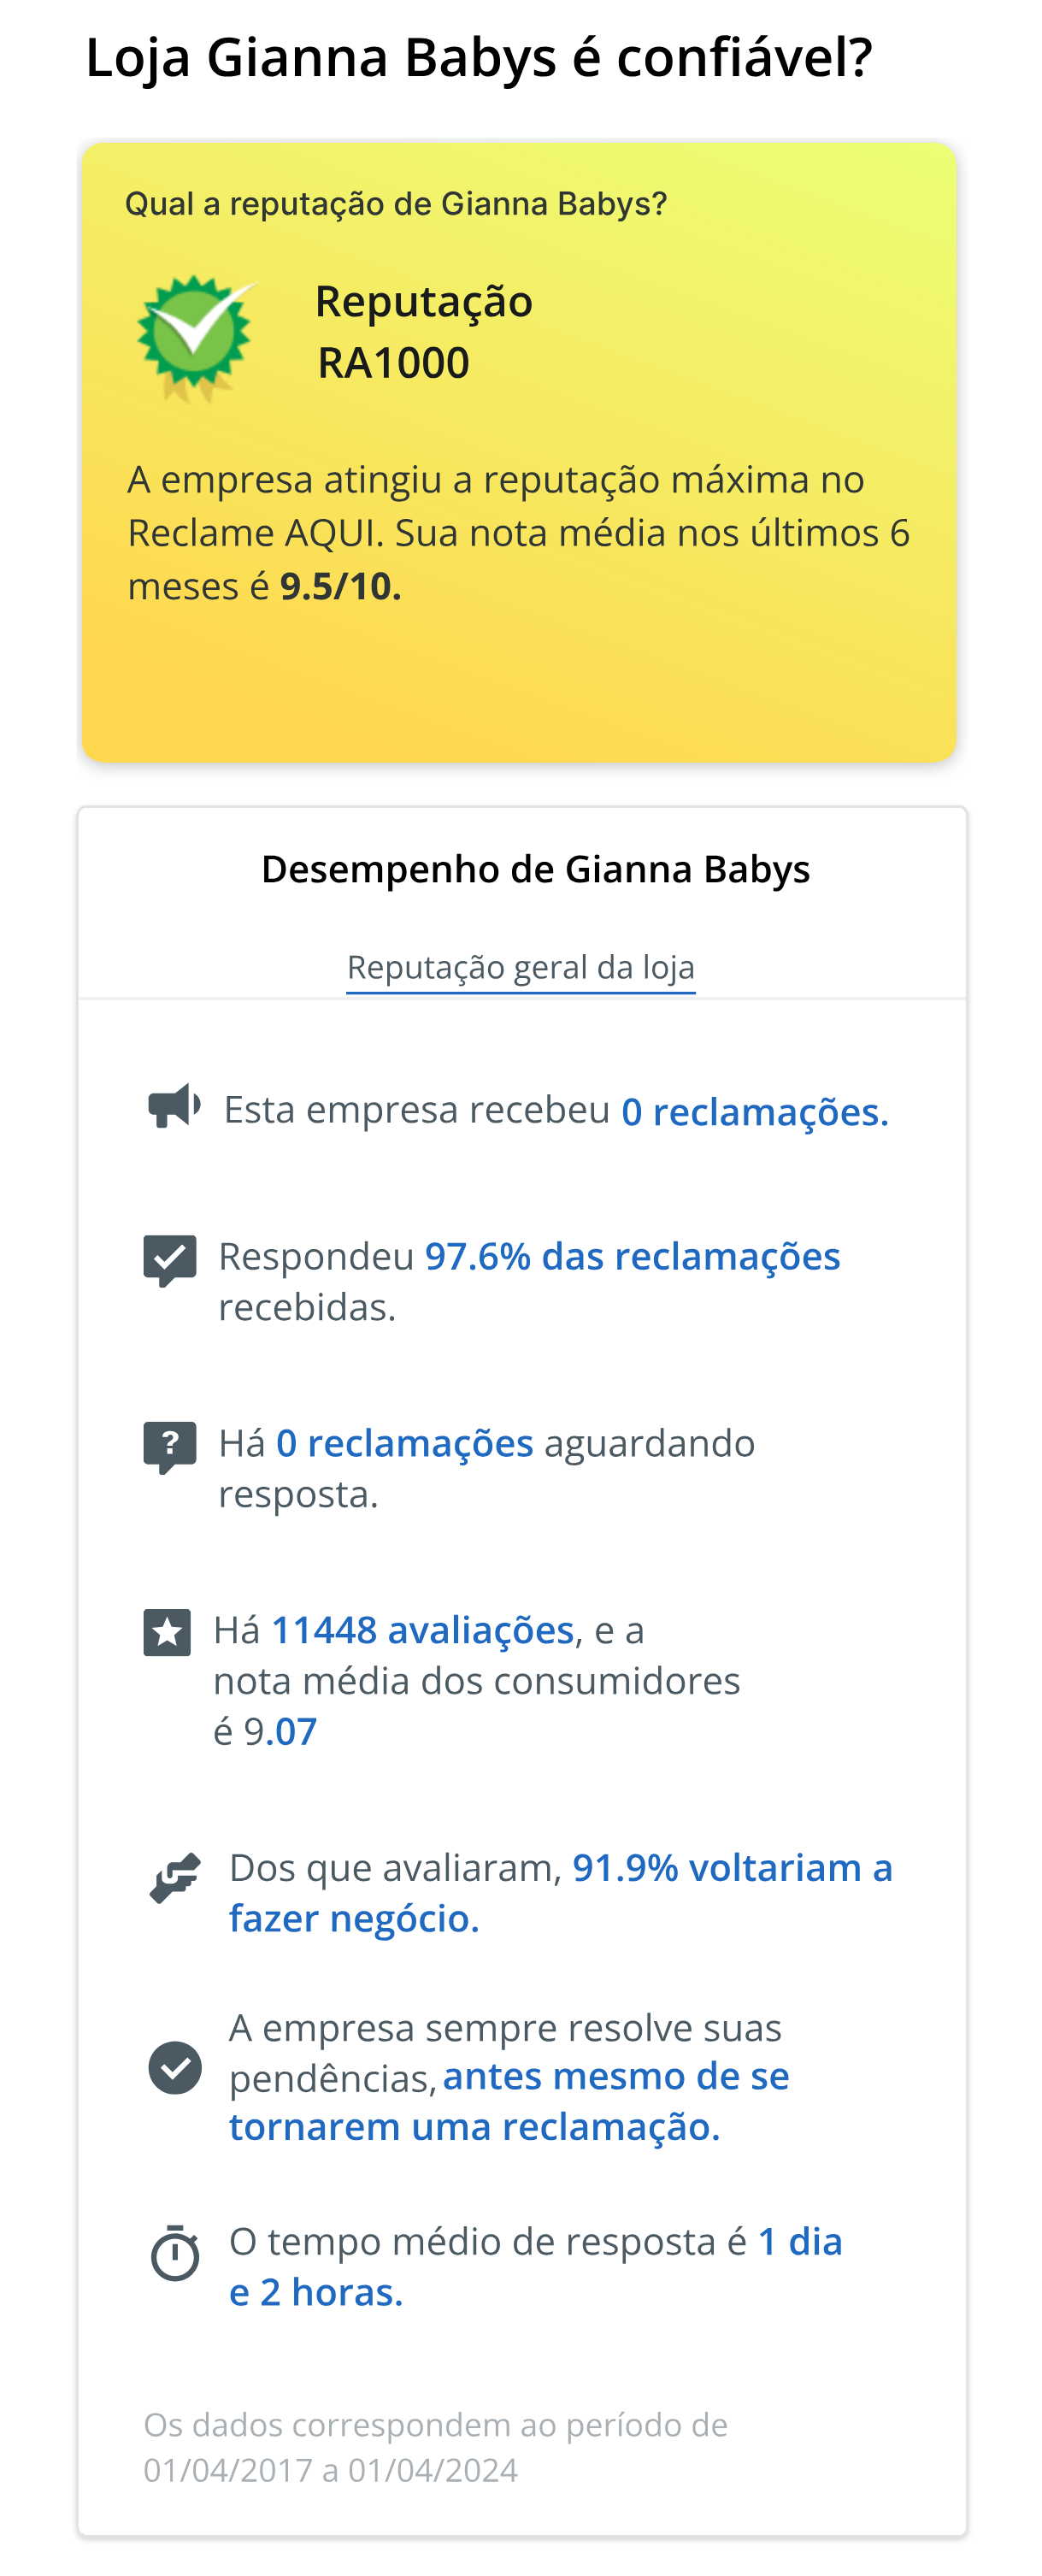 Loja Gianna Babys é confiável?
Qual a reputação de Gianna Babys?
Reputação
RA1000
A empresa atingiu a reputação máxima no
Reclame AQUI. Sua nota média nos últimos 6
meses é 9.5/10.
Desempenho de Gianna Babys
Reputação geral da loja
Esta empresa recebeu 0 reclamações.
Respondeu 97.6% das reclamações
recebidas.
?
Há 0 reclamações aguardando
resposta.
Há 11448 avaliações, e a
nota média dos consumidores
é 9.07
Dos que avaliaram, 91.9% voltariam a
fazer negócio.
A empresa sempre resolve suas
pendências, antes mesmo de se
tornarem uma reclamação.
O tempo médio de resposta é 1 dia
e 2 horas.
Os dados correspondem ao período de
01/04/2017 a 01/04/2024